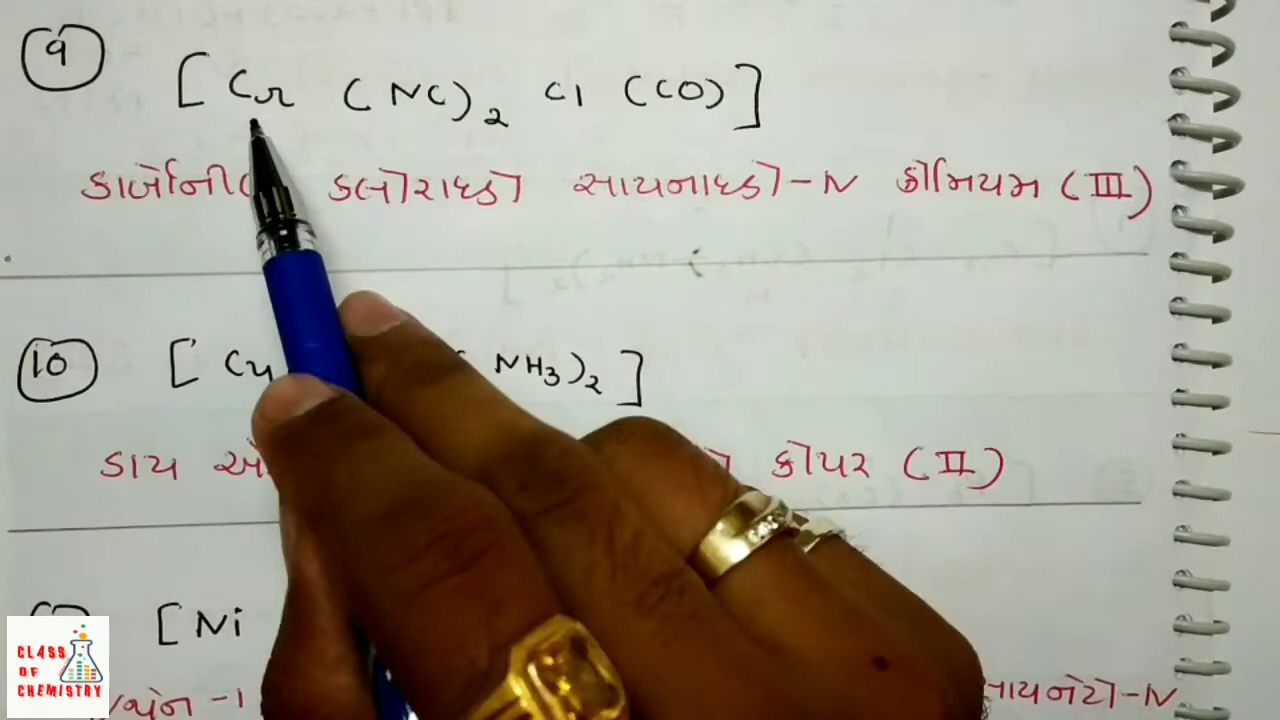 9 [Cr (NC)2 Cl (CO)]
ક્લોરાઇડો સાયનાઇડો-N ક્રોમિયમ (III)
10 [Cu NH3)2]
ડાય કોપર (II)
[Ni
CLASS
OF
CHEMISTRY